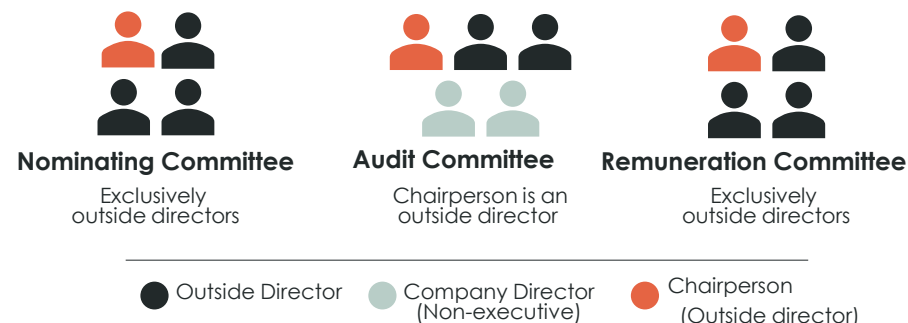 Nominating Committee
Exclusively
outside directors
Audit Committee
Chairperson is an
outside director
Remuneration Committee
Exclusively
outside directors
Outside Director
Company Director
(Non-executive)
Chairperson
(Outside director)